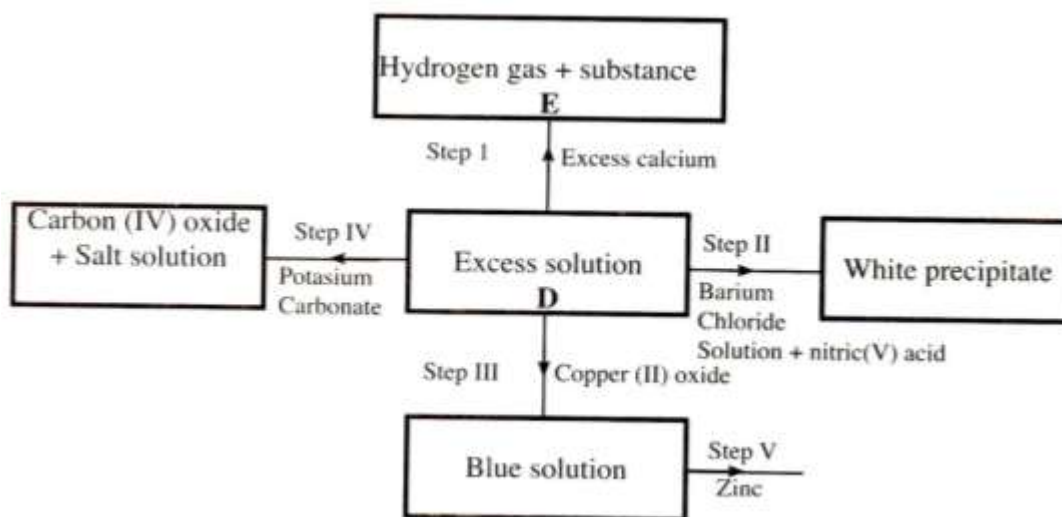 Hydrogen gas + substance
E
Step 1
Excess calcium
Carbon (IV) oxide
+ Salt solution
Step IV
Potasium
Carbonate
Excess solution
D
Step II
Barium
Chloride
Solution + nitric(V) acid
White precipitate
Step III
Copper (II) oxide
Blue solution
Step V
Zinc